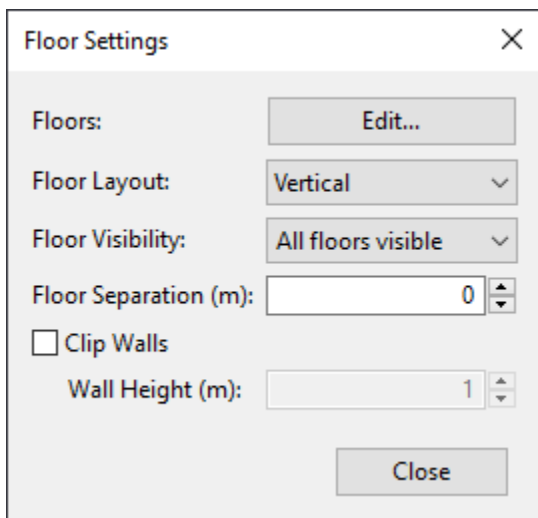 Floor Settings
Floors: Edit...
Floor Layout: Vertical
Floor Visibility: All floors visible
Floor Separation (m): 0
Clip Walls
Wall Height (m): 1
Close